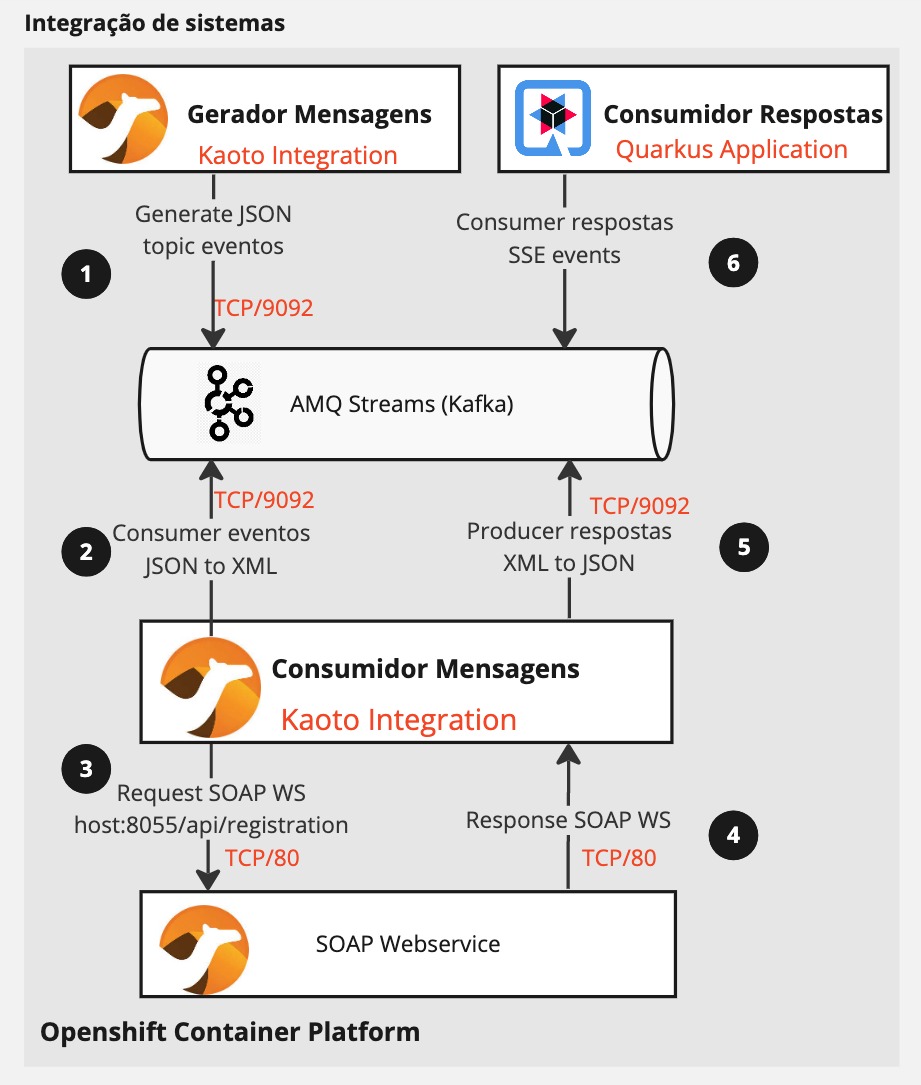 Integração de sistemas
Gerador Mensagens
Kaoto Integration
Consumidor Respostas
Quarkus Application
Generate JSON
topic eventos
Consumer respostas
SSE events
1
6
TCP/9092
AMQ Streams (Kafka)
TCP/9092
TCP/9092
2
Consumer eventos
JSON to XML
Producer respostas
XML to JSON
5
Consumidor Mensagens
Kaoto Integration
3
Request SOAP WS
host:8055/api/registration
TCP/80
Response SOAP WS
TCP/80
4
SOAP Webservice
Openshift Container Platform